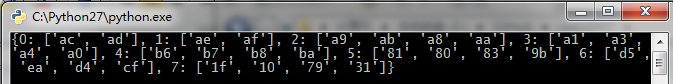 C:\Python27\python.exe
{0: ['ac', 'ad'], 1: ['ae', 'af'], 2: ['a9', 'ab', 'a8', 'aa'], 3: ['a1', 'a3',
'a4', 'a0'], 4: ['b6', 'b7', 'b8', 'ba'], 5: ['81', '80', '83', '9b'], 6: ['d5',
'ea', 'd4', 'cf'], 7: ['1f', '10', '79', '31']}